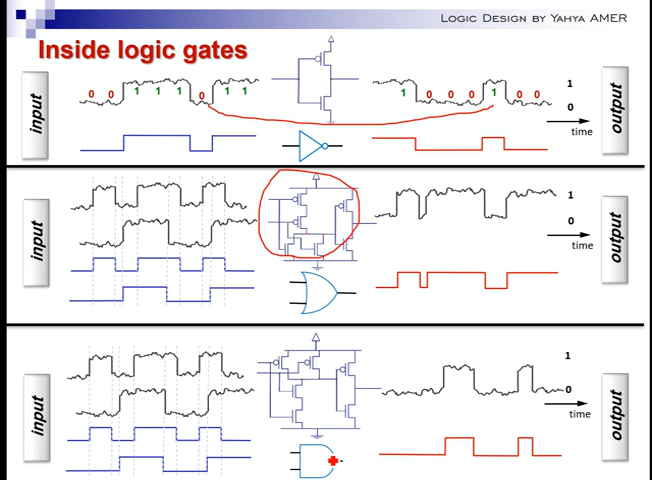 LOGIC DESIGN BY YAHYA AMER
Inside logic gates
input
0 0 1 1 1 0 1 1
1 0 0 0 1 0 0
1
0
time
output
input
1
0
time
output
input
1
0
time
output